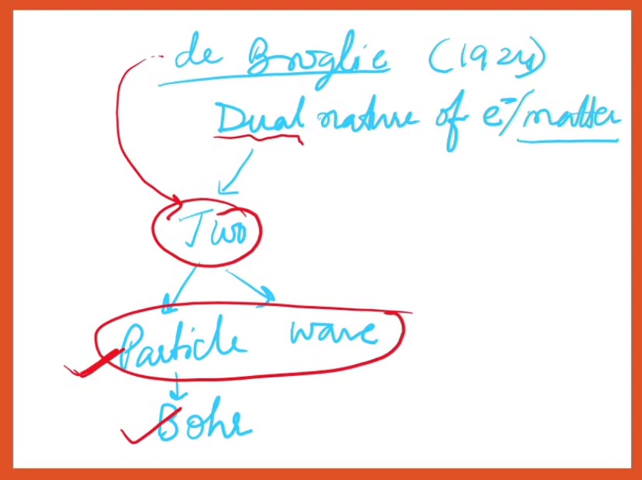 de Broglie (1924)
Dual nature of e⁻/matter
Two
Particle wave
Bohr